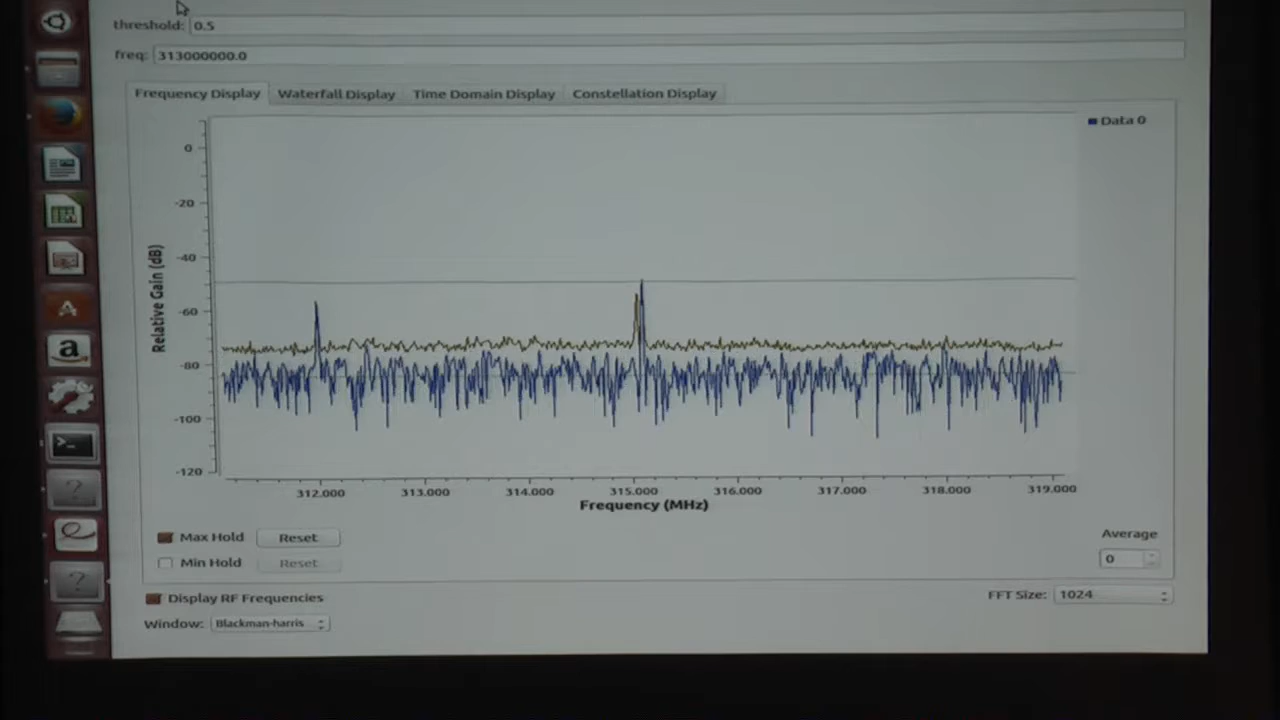 threshold: 0.5
freq: 313000000.0
Frequency Display Waterfall Display Time Domain Display Constellation Display
Data 0
0
-20
-40
-60
-80
-100
-120
Relative Gain (dB)
312.000 313.000 314.000 315.000 316.000 317.000 318.000 319.000
Frequency (MHz)
Max Hold Reset
Average
Min Hold Reset
0
Display RF Frequencies
FFT Size: 1024
Window: Blackman-harris